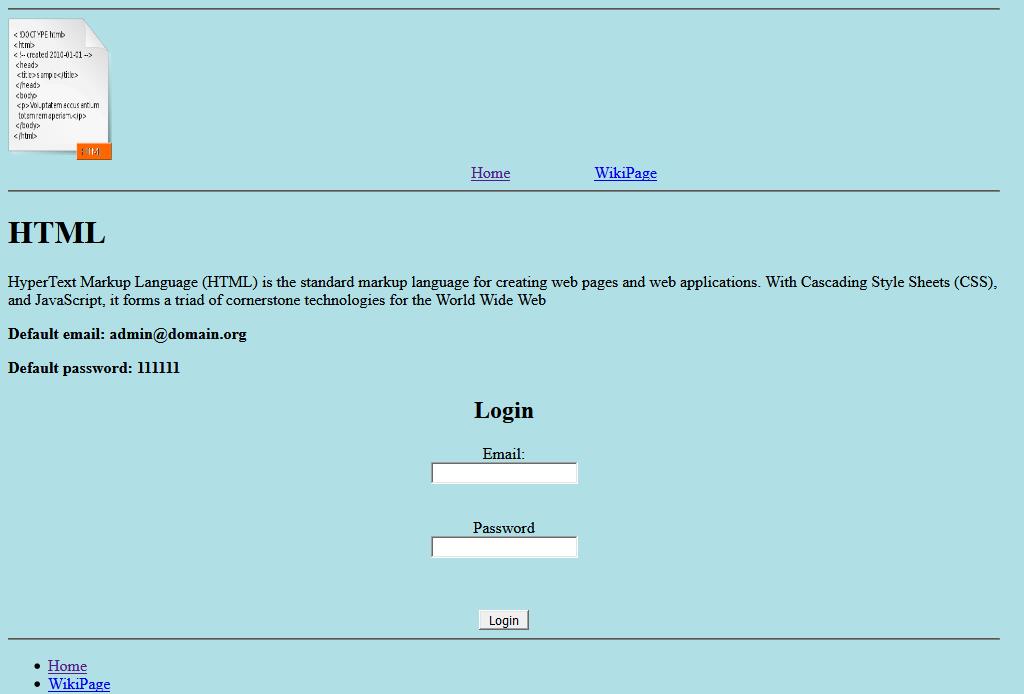 < !DOCTYPE html>
<html>
< !-- created 2010-01-01 -->
<head>
<title>sample</title>
</head>
<body>
<p>Voluptatem accusantium
totam rem aperiam.</p>
</body>
</html>
HTML
Home WikiPage
HTML
HyperText Markup Language (HTML) is the standard markup language for creating web pages and web applications. With Cascading Style Sheets (CSS),
and JavaScript, it forms a triad of cornerstone technologies for the World Wide Web
Default email: admin@domain.org
Default password: 111111
Login
Email:
Password
Login
Home
WikiPage